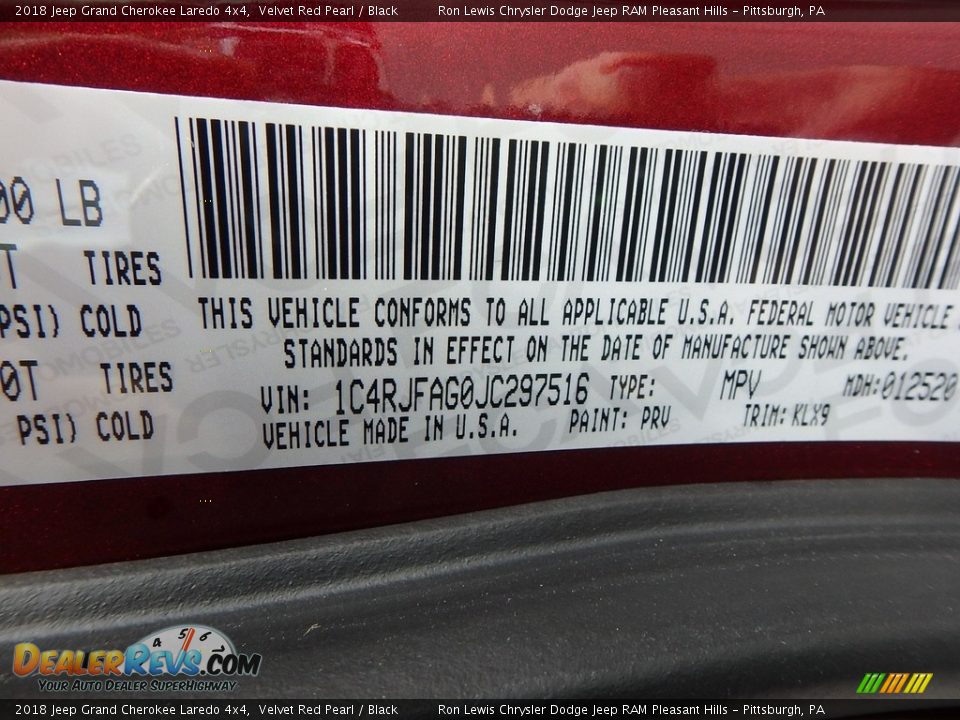 2018 Jeep Grand Cherokee Laredo 4x4, Velvet Red Pearl / Black Ron Lewis Chrysler Dodge Jeep RAM Pleasant Hills - Pittsburgh, PA
00 LB
T TIRES
PSI) COLD
0T TIRES
PSI) COLD
THIS VEHICLE CONFORMS TO ALL APPLICABLE U.S.A. FEDERAL MOTOR VEHICLE
STANDARDS IN EFFECT ON THE DATE OF MANUFACTURE SHOWN ABOVE.
VIN: 1C4RJFAG0JC297516 TYPE: MPV MDH:012520
VEHICLE MADE IN U.S.A. PAINT: PRV TRIM: KLX9
4 5 6
DEALERREVS.COM
YOUR AUTO DEALER SUPERHIGHWAY
2018 Jeep Grand Cherokee Laredo 4x4, Velvet Red Pearl / Black Ron Lewis Chrysler Dodge Jeep RAM Pleasant Hills - Pittsburgh, PA